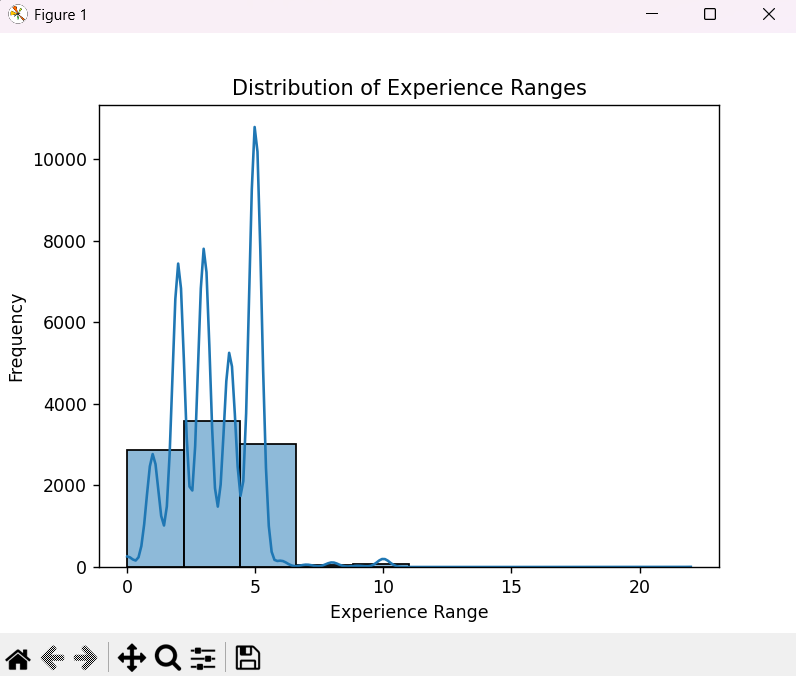 Figure 1
Distribution of Experience Ranges
10000
8000
6000
4000
2000
0
Frequency
0 5 10 15 20
Experience Range